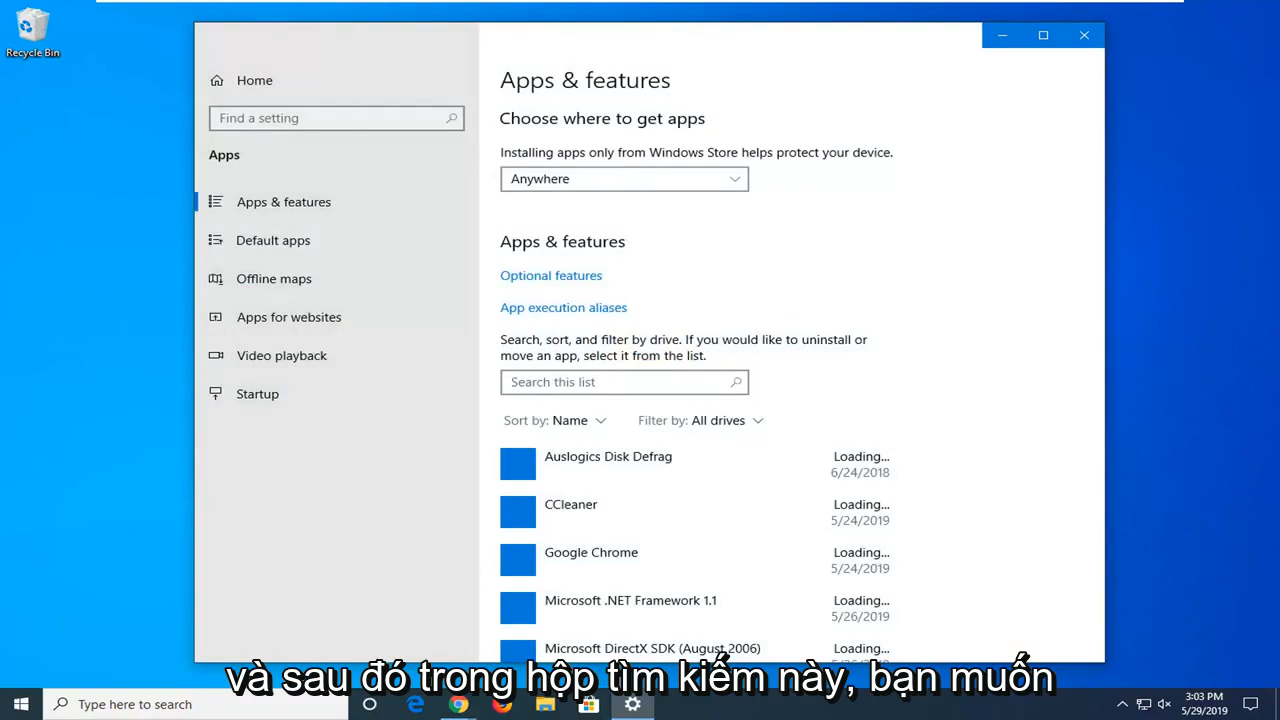 Recycle Bin
Home
Find a setting
Apps
Apps & features
Default apps
Offline maps
Apps for websites
Video playback
Startup
Apps & features
Choose where to get apps
Installing apps only from Windows Store helps protect your device.
Anywhere
Apps & features
Optional features
App execution aliases
Search, sort, and filter by drive. If you would like to uninstall or
move an app, select it from the list.
Search this list
Sort by: Name Filter by: All drives
Auslogics Disk Defrag Loading...
6/24/2018
CCleaner Loading...
5/24/2019
Google Chrome Loading...
5/24/2019
Microsoft .NET Framework 1.1 Loading...
5/26/2019
Microsoft DirectX SDK (August 2006) Loading...
và sau đó trong hộp tìm kiếm này, bạn muốn
Type here to search
3:03 PM
5/29/2019